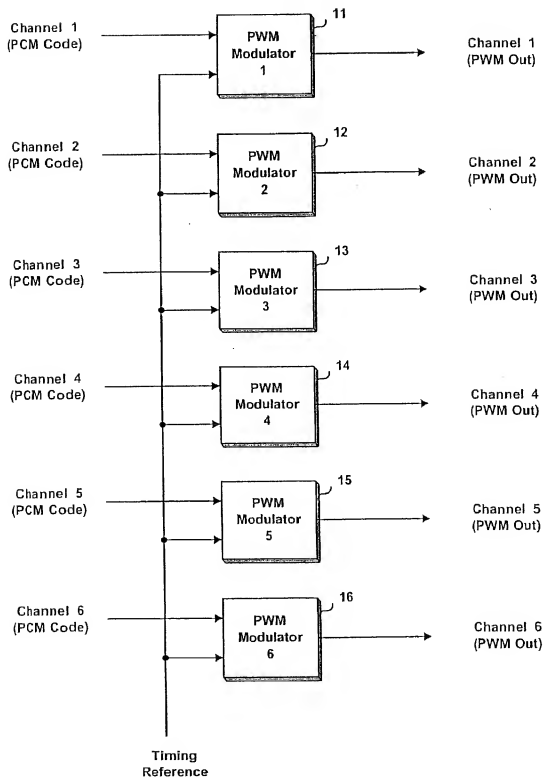 Channel 1
(PCM Code)
PWM
Modulator
1
11
Channel 1
(PWM Out)
Channel 2
(PCM Code)
PWM
Modulator
2
12
Channel 2
(PWM Out)
Channel 3
(PCM Code)
PWM
Modulator
3
13
Channel 3
(PWM Out)
Channel 4
(PCM Code)
PWM
Modulator
4
14
Channel 4
(PWM Out)
Channel 5
(PCM Code)
PWM
Modulator
5
15
Channel 5
(PWM Out)
Channel 6
(PCM Code)
PWM
Modulator
6
16
Channel 6
(PWM Out)
Timing
Reference